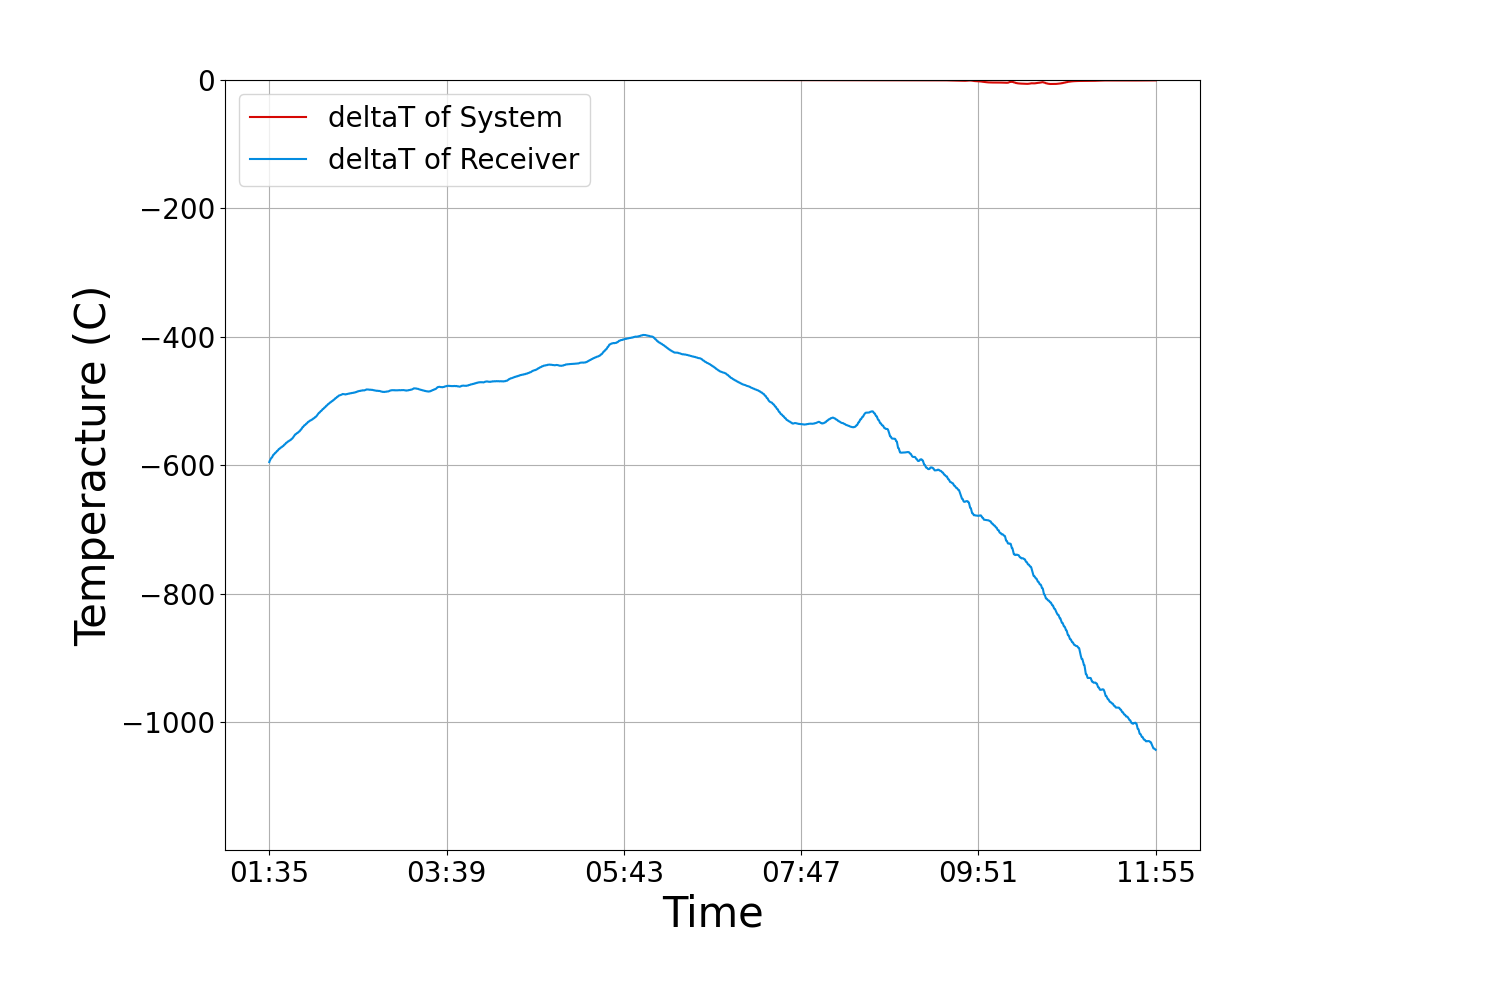 0
deltaT of System
deltaT of Receiver
−200
−400
−600
−800
−1000
Temperacture (C)
01:35 03:39 05:43 07:47 09:51 11:55
Time